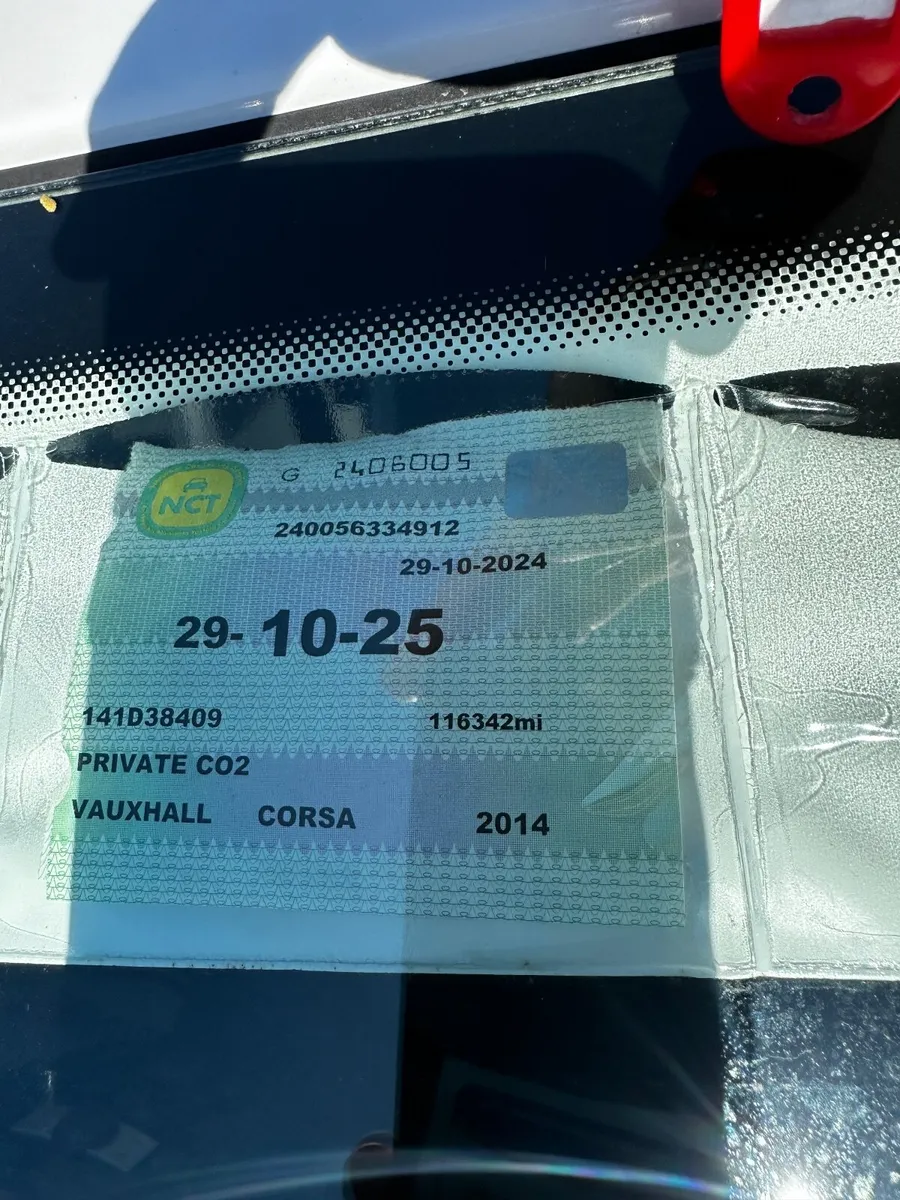 NCT
G 2406005
240056334912
29-10-2024
29-10-25
141D38409 116342mi
PRIVATE CO2
VAUXHALL CORSA 2014